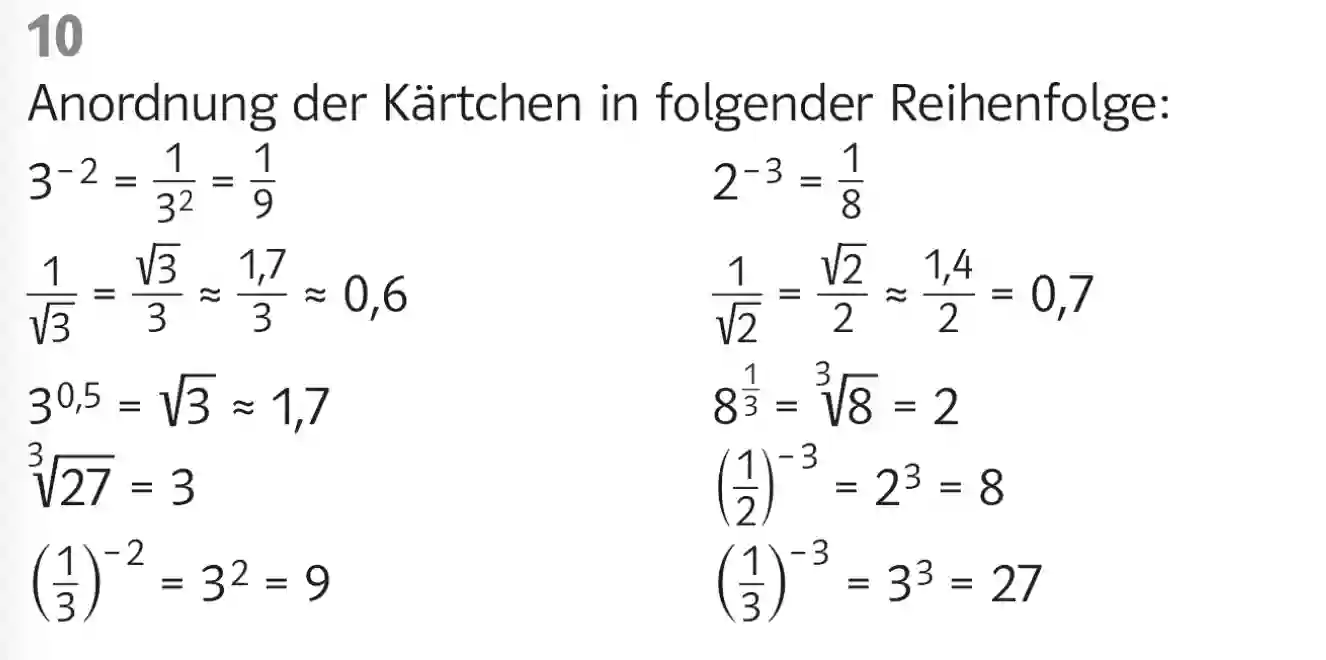 10
Anordnung der Kärtchen in folgender Reihenfolge:
3⁻² = 1/3² = 1/9    2⁻³ = 1/8
1/√3 = √3/3 ≈ 1,7/3 ≈ 0,6    1/√2 = √2/2 ≈ 1,4/2 = 0,7
3^0,5 = √3 ≈ 1,7    8^(1/3) = ∛8 = 2
∛27 = 3    (1/2)⁻³ = 2³ = 8
(1/3)⁻² = 3² = 9    (1/3)⁻³ = 3³ = 27